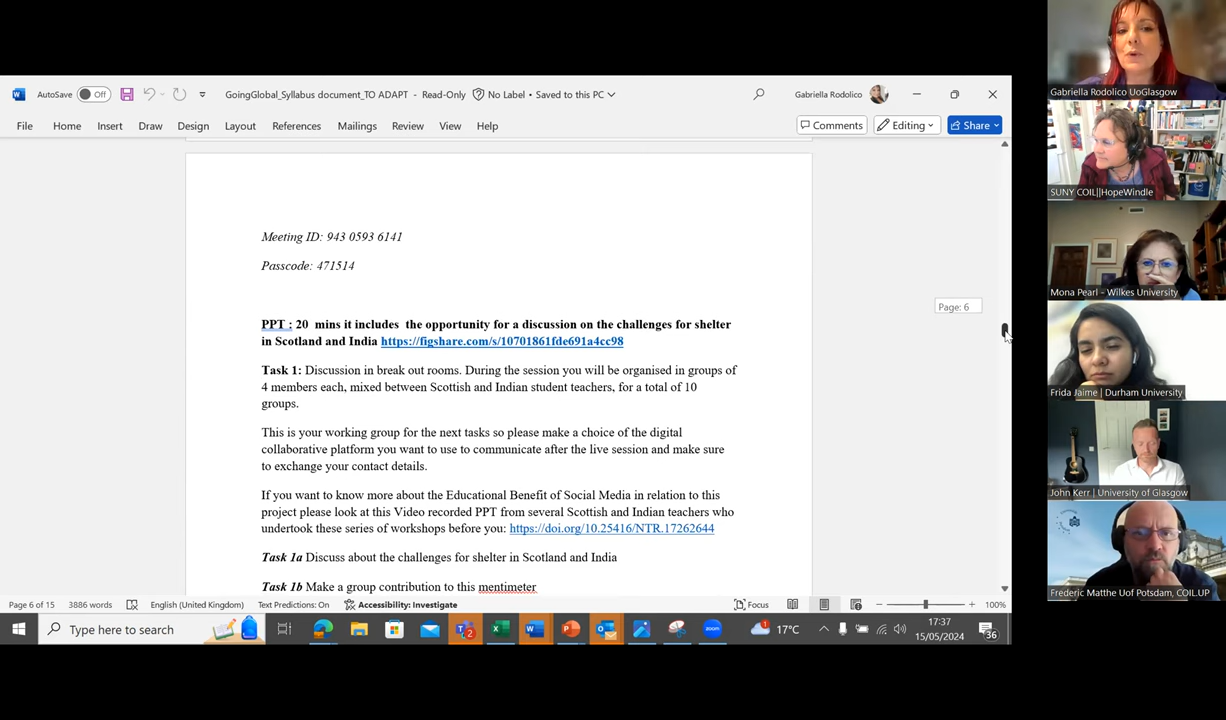 AutoSave Off GoingGlobal_Syllabus document_TO ADAPT - Read-Only No Label • Saved to this PC Gabriella Rodolico
File Home Insert Draw Design Layout References Mailings Review View Help Comments Editing Share
Meeting ID: 943 0593 6141
Passcode: 471514
PPT : 20 mins it includes the opportunity for a discussion on the challenges for shelter
in Scotland and India https://figshare.com/s/10701861fde691a4cc98
Task 1: Discussion in break out rooms. During the session you will be organised in groups of
4 members each, mixed between Scottish and Indian student teachers, for a total of 10
groups.
This is your working group for the next tasks so please make a choice of the digital
collaborative platform you want to use to communicate after the live session and make sure
to exchange your contact details.
If you want to know more about the Educational Benefit of Social Media in relation to this
project please look at this Video recorded PPT from several Scottish and Indian teachers who
undertook these series of workshops before you: https://doi.org/10.25416/NTR.17262644
Task 1a Discuss about the challenges for shelter in Scotland and India
Task 1b Make a group contribution to this mentimeter
Page: 6
Page 6 of 15 3886 words English (United Kingdom) Text Predictions: On Accessibility: Investigate Focus 100%
Type here to search 2 1 17°C 17:37
15/05/2024 36
Gabriella Rodolico UoGlasgow
SUNY COIL||HopeWindle
Mona Pearl - Wilkes University
Frida Jaime | Durham University
John Kerr | University of Glasgow
Frederic Matthe Uof Potsdam, COIL.UP